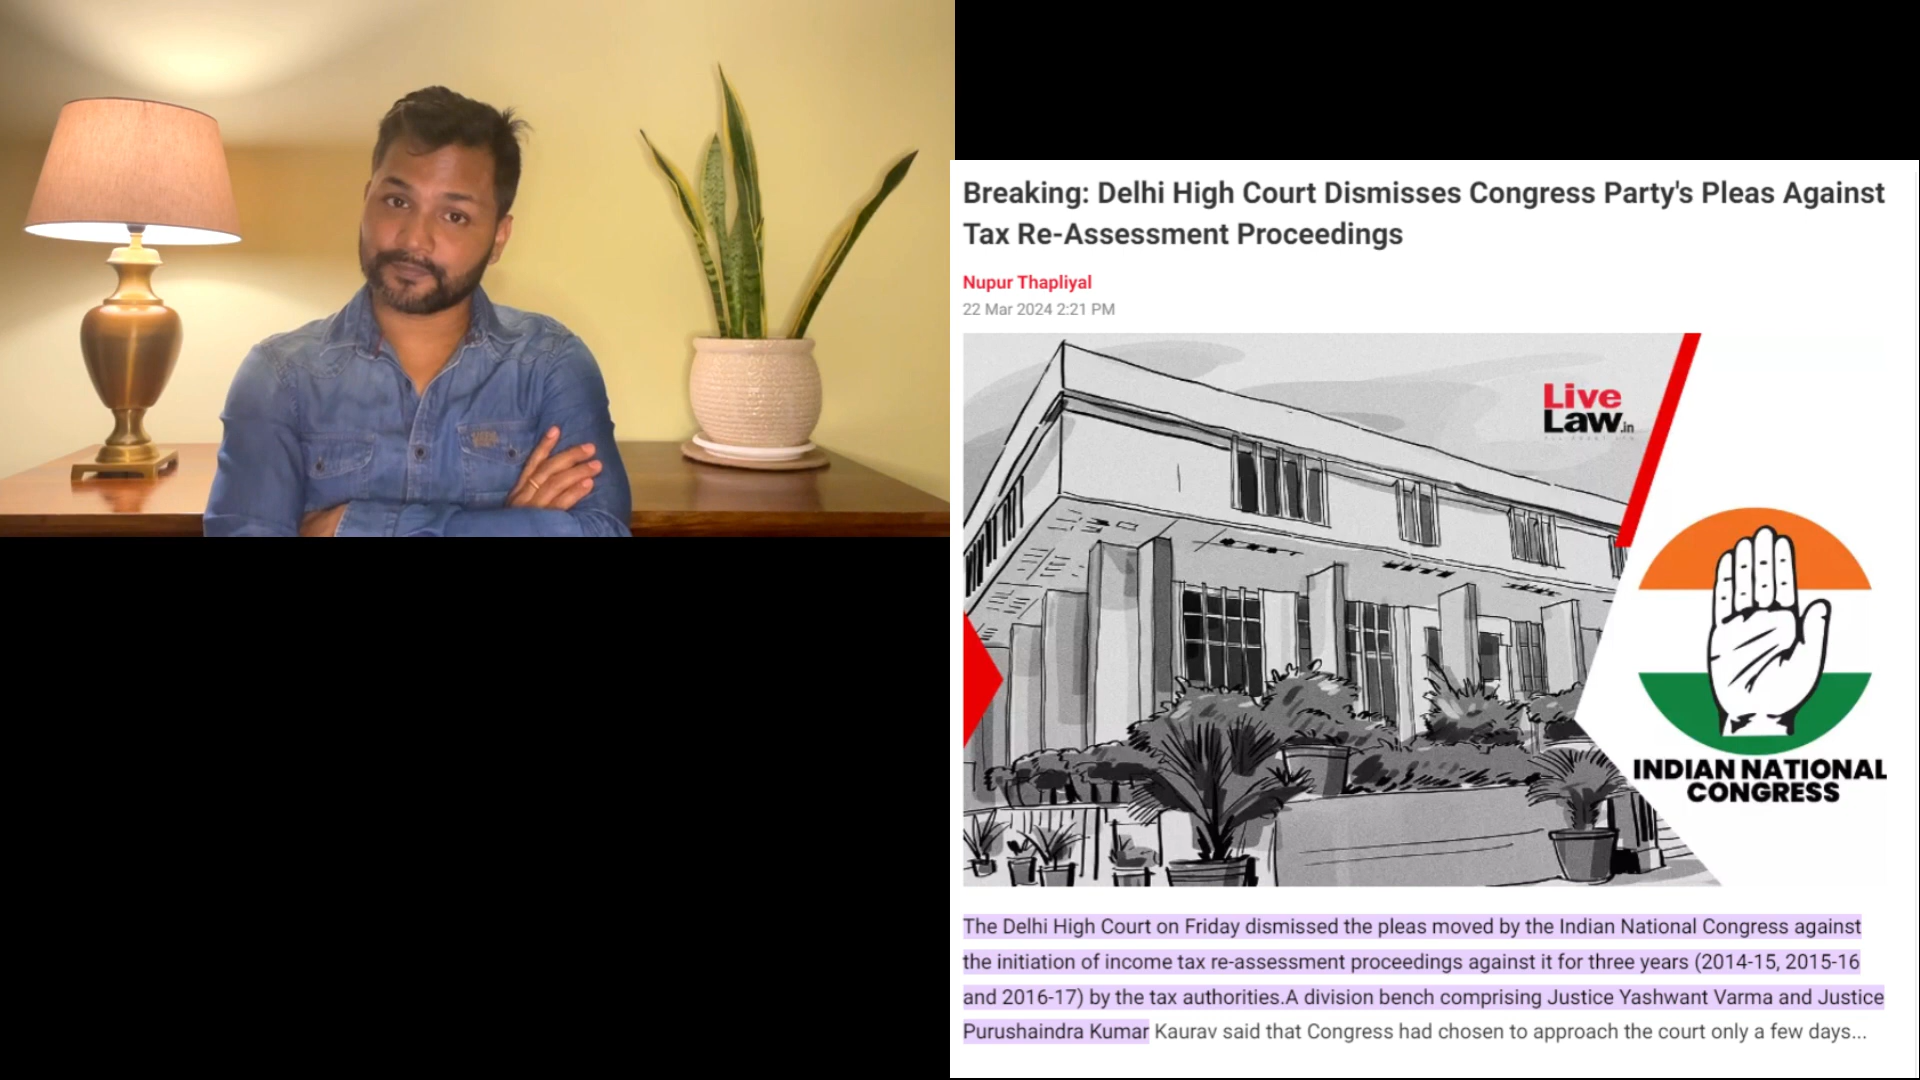 Breaking: Delhi High Court Dismisses Congress Party's Pleas Against
Tax Re-Assessment Proceedings
Nupur Thapliyal
22 Mar 2024 2:21 PM
Live
Law.in
INDIAN NATIONAL
CONGRESS
The Delhi High Court on Friday dismissed the pleas moved by the Indian National Congress against
the initiation of income tax re-assessment proceedings against it for three years (2014-15, 2015-16
and 2016-17) by the tax authorities.A division bench comprising Justice Yashwant Varma and Justice
Purushaindra Kumar Kaurav said that Congress had chosen to approach the court only a few days...